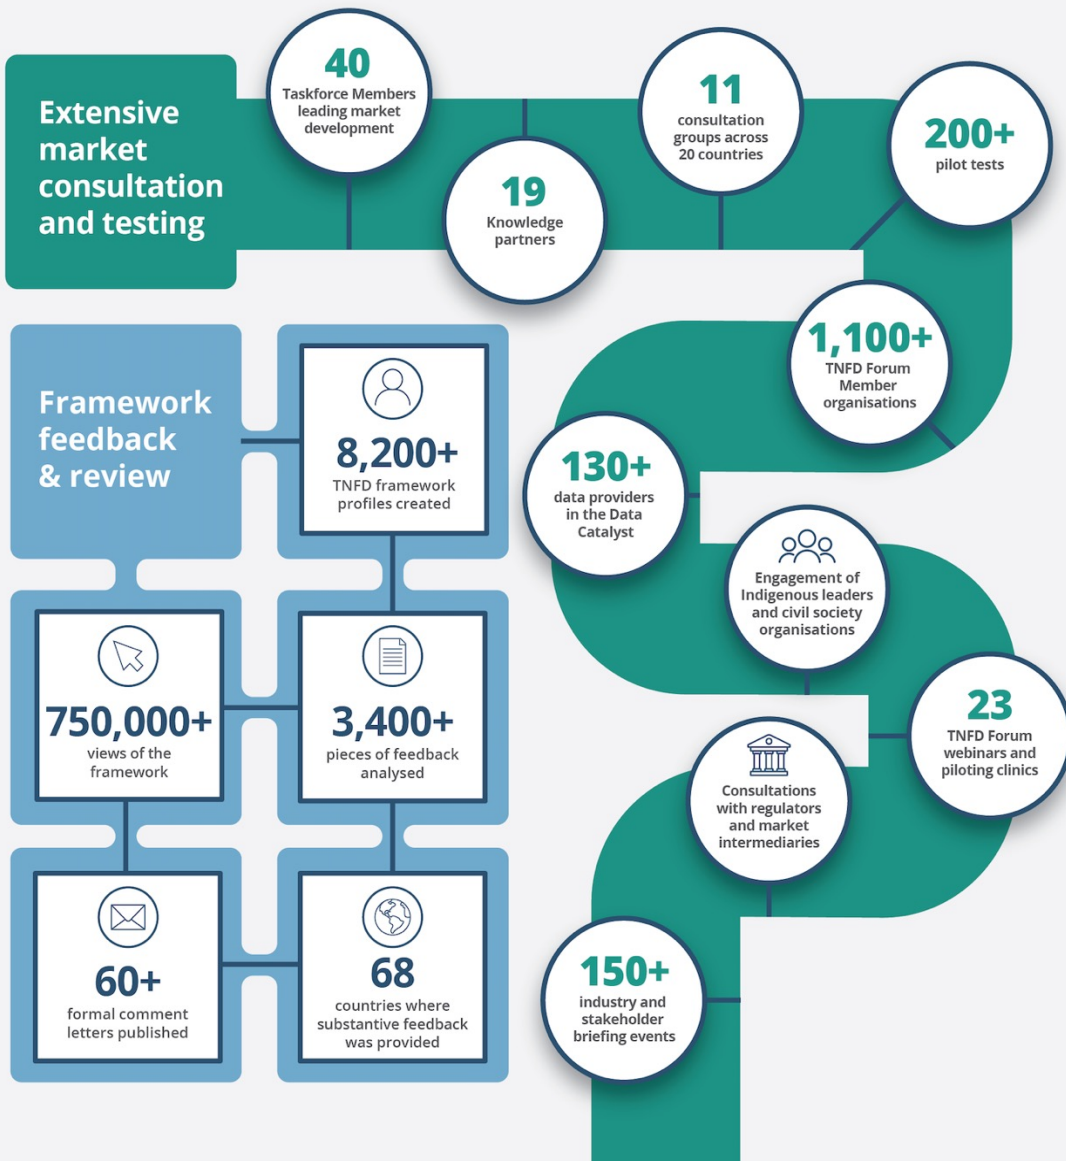 Extensive
market
consultation
and testing
40
Taskforce Members
leading market
development
19
Knowledge
partners
11
consultation
groups across
20 countries
200+
pilot tests
1,100+
TNFD Forum
Member
organisations
130+
data providers
in the Data
Catalyst
Engagement of
Indigenous leaders
and civil society
organisations
23
TNFD Forum
webinars and
piloting clinics
Consultations
with regulators
and market
intermediaries
150+
industry and
stakeholder
briefing events
Framework
feedback
& review
8,200+
TNFD framework
profiles created
750,000+
views of the
framework
3,400+
pieces of feedback
analysed
60+
formal comment
letters published
68
countries where
substantive feedback
was provided